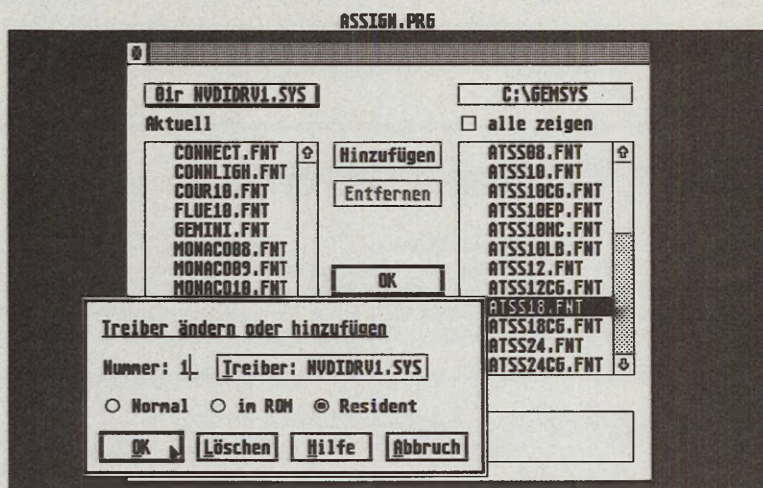 ASSIGN.PRG
01r NVDIDRV1.SYS
C:\GEMSYS
Aktuell
alle zeigen
CONNECT.FNT
CONNLIGH.FNT
COUR10.FNT
FLUE10.FNT
GEMINI.FNT
MONACO08.FNT
MONACO09.FNT
MONACO10.FNT
Hinzufügen
Entfernen
OK
ATSS08.FNT
ATSS10.FNT
ATSS10CG.FNT
ATSS10EP.FNT
ATSS10MC.FNT
ATSS10LB.FNT
ATSS12.FNT
ATSS12CG.FNT
ATSS18.FNT
ATSS18CG.FNT
ATSS24.FNT
ATSS24CG.FNT
Treiber ändern oder hinzufügen
Nummer: 1_ Treiber: NVDIDRV1.SYS
Normal im ROM Resident
OK Löschen Hilfe Abbruch